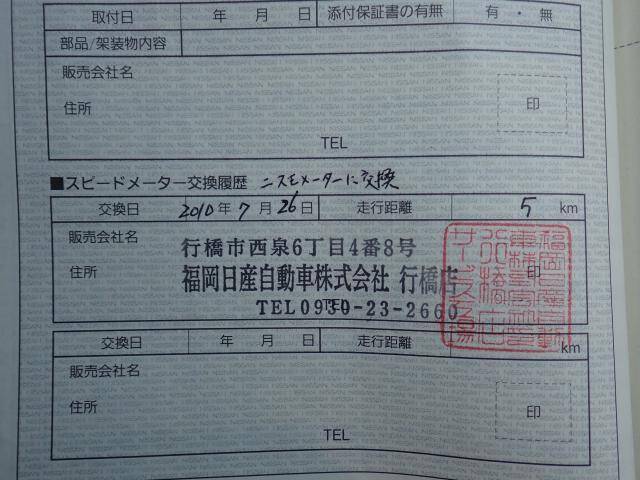 取付日 年 月 日 添付保証書の有無 有 ・ 無
部品/架装物内容
販売会社名
住所 印
TEL
■スピードメーター交換履歴 ニスモメーターに交換
交換日 2010年 7月 26日 走行距離 5 km
販売会社名
行橋市西泉6丁目4番8号
住所 福岡日産自動車株式会社 行橋店 印
TEL
TEL0930-23-2660
交換日 年 月 日 走行距離 km
販売会社名
住所 印
TEL